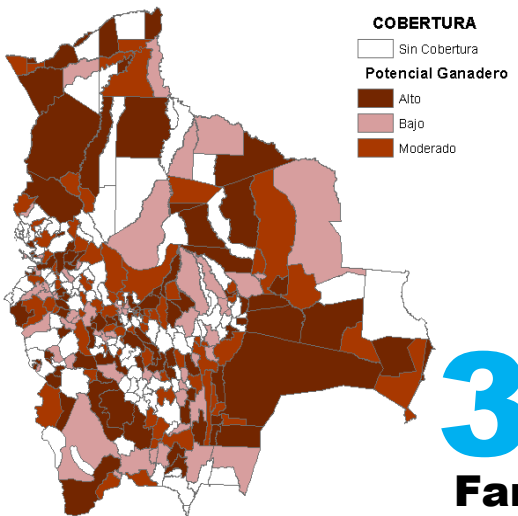 COBERTURA
Sin Cobertura
Potencial Ganadero
Alto
Bajo
Moderado
3